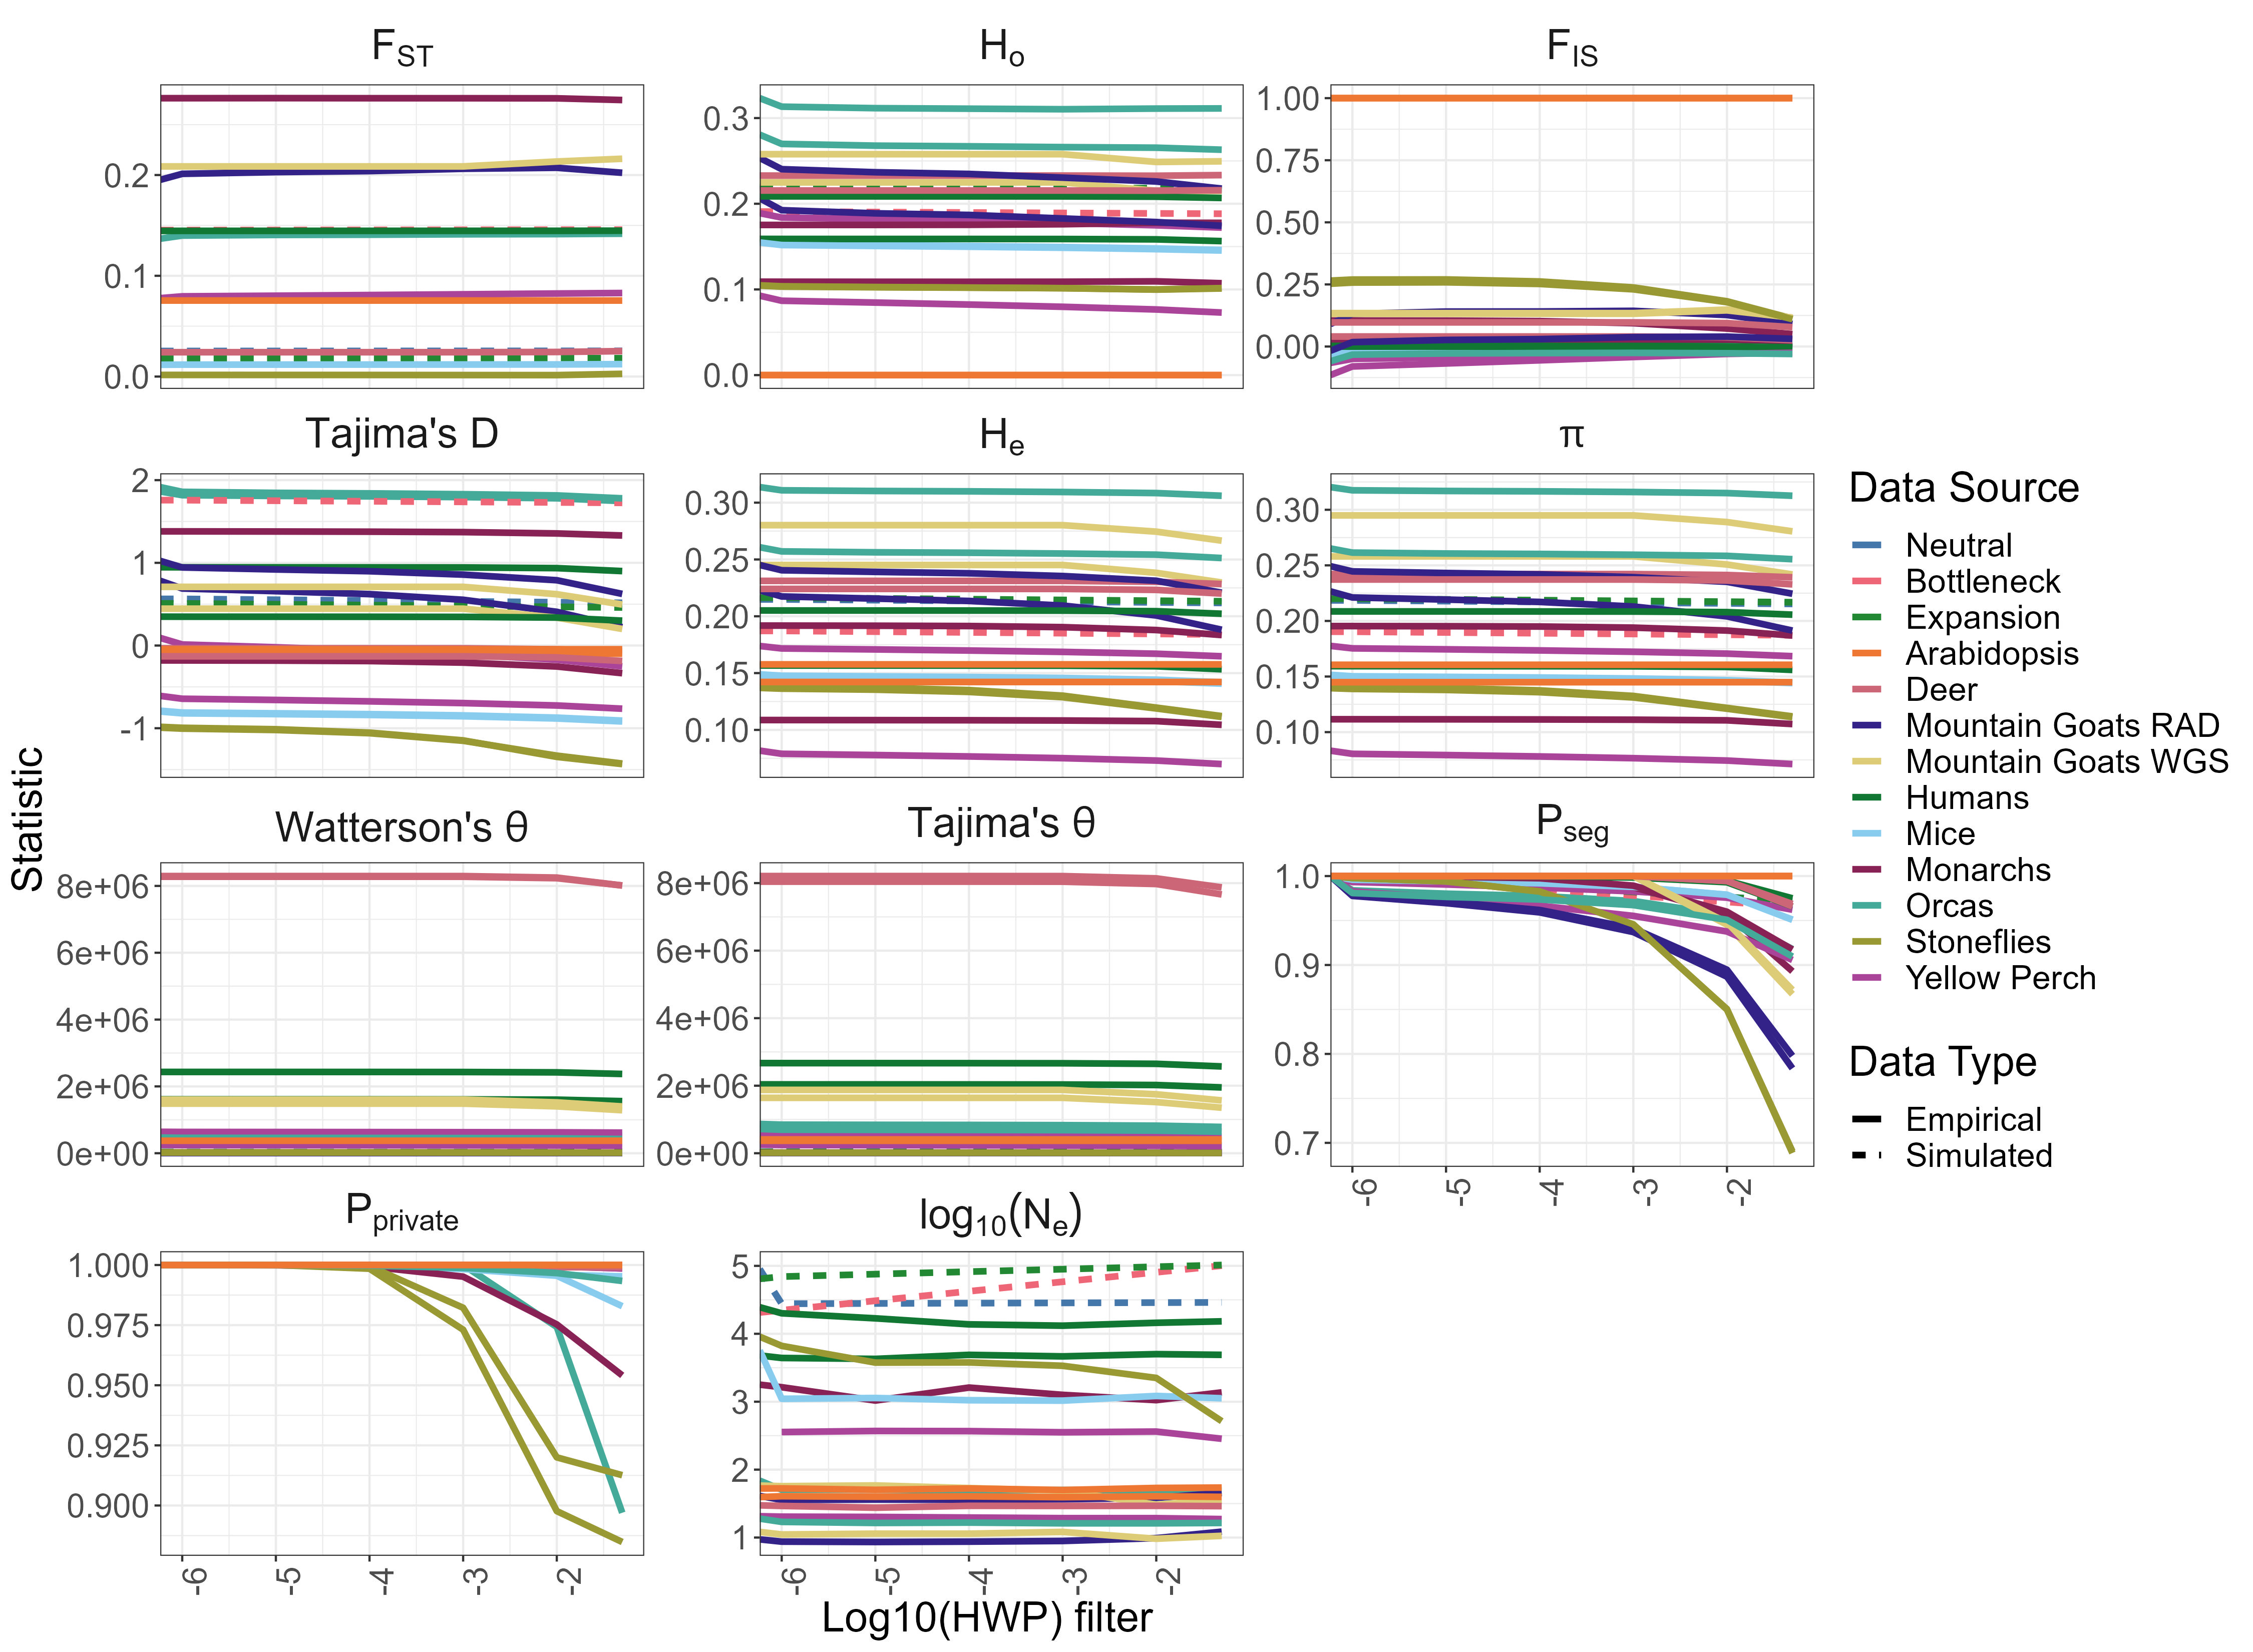 F_ST
H_o
F_IS
0.2
0.1
0.0
0.3
0.2
0.1
0.0
1.00
0.75
0.50
0.25
0.00
Tajima's D
H_e
π
2
1
0
-1
0.30
0.25
0.20
0.15
0.10
0.30
0.25
0.20
0.15
0.10
Watterson's θ
Tajima's θ
P_seg
8e+06
6e+06
4e+06
2e+06
0e+00
8e+06
6e+06
4e+06
2e+06
0e+00
1.0
0.9
0.8
0.7
-6 -5 -4 -3 -2
P_private
log10(N_e)
1.000
0.975
0.950
0.925
0.900
5
4
3
2
1
-6 -5 -4 -3 -2
-6 -5 -4 -3 -2
Log10(HWP) filter
Statistic
Data Source
Neutral
Bottleneck
Expansion
Arabidopsis
Deer
Mountain Goats RAD
Mountain Goats WGS
Humans
Mice
Monarchs
Orcas
Stoneflies
Yellow Perch
Data Type
Empirical
Simulated